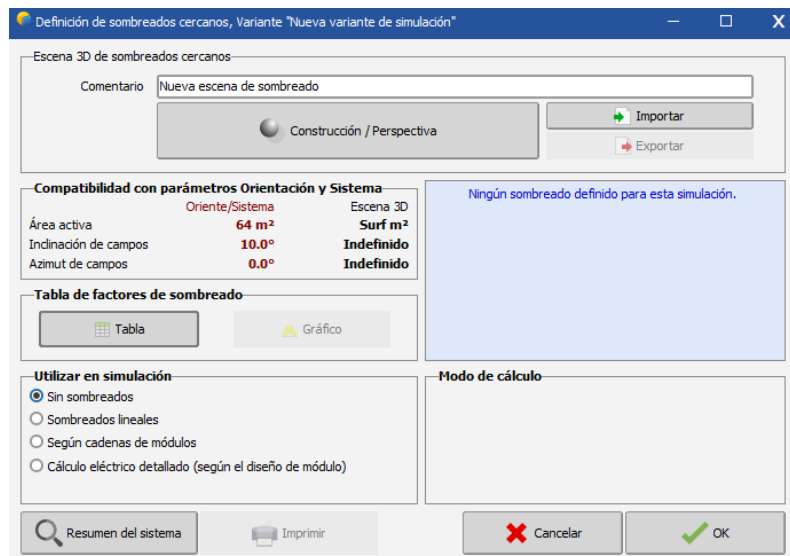 Definición de sombreados cercanos, Variante "Nueva variante de simulación"
Escena 3D de sombreados cercanos
Comentario Nueva escena de sombreado
Construcción / Perspectiva
Importar
Exportar
Compatibilidad con parámetros Orientación y Sistema
Oriente/Sistema Escena 3D
Área activa 64 m² Surf m²
Indinación de campos 10.0° Indefinido
Azimut de campos 0.0° Indefinido
Ningún sombreado definido para esta simulación.
Tabla de factores de sombreado
Tabla Gráfico
Utilizar en simulación
Sin sombreados
Sombreados lineales
Según cadenas de módulos
Cálculo eléctrico detallado (según el diseño de módulo)
Modo de cálculo
Resumen del sistema Imprimir Cancelar OK